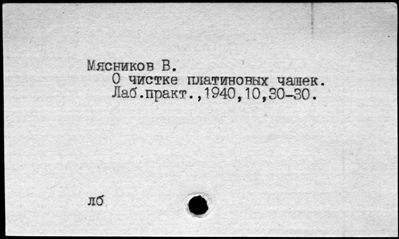 Мясников В.
О чистке платиновых чашек.
Лаб.практ.,1940,10,30-30.
лб